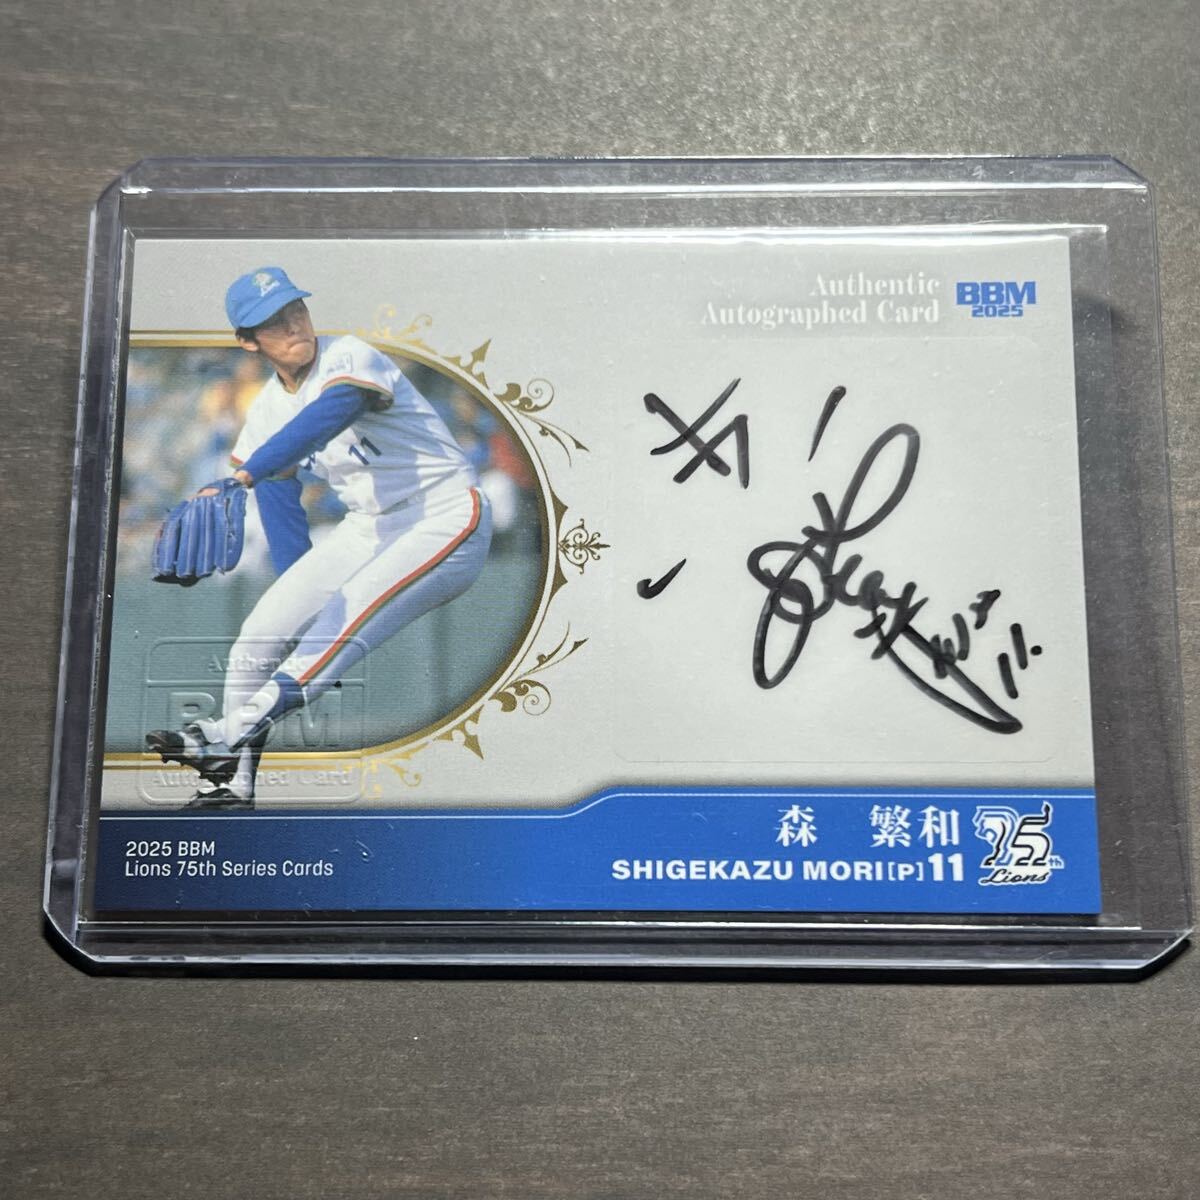 Authentic
Autographed Card
BBM
2025
11
Authentic
BBM
Autographed Card
2025 BBM
Lions 75th Series Cards
森 繁和
SHIGEKAZU MORI[P]11
75th
Lions